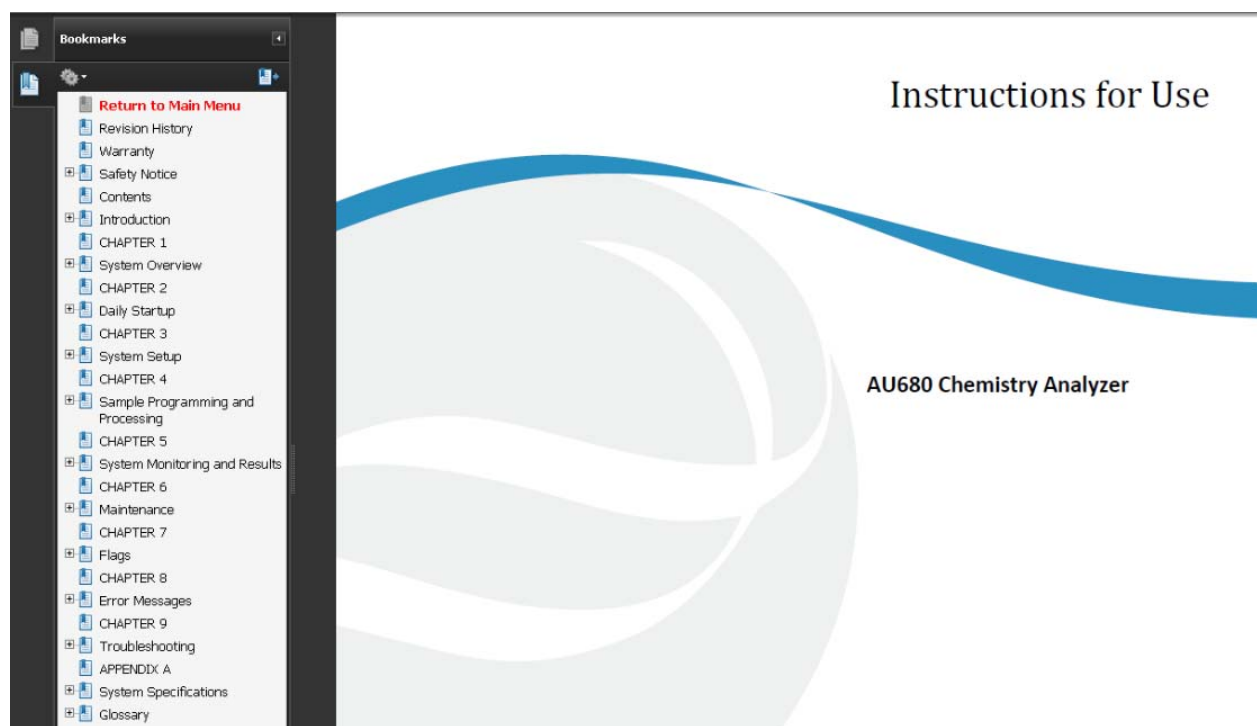 Bookmarks
Return to Main Menu
Revision History
Warranty
Safety Notice
Contents
Introduction
CHAPTER 1
System Overview
CHAPTER 2
Daily Startup
CHAPTER 3
System Setup
CHAPTER 4
Sample Programming and
Processing
CHAPTER 5
System Monitoring and Results
CHAPTER 6
Maintenance
CHAPTER 7
Flags
CHAPTER 8
Error Messages
CHAPTER 9
Troubleshooting
APPENDIX A
System Specifications
Glossary
Instructions for Use
AU680 Chemistry Analyzer